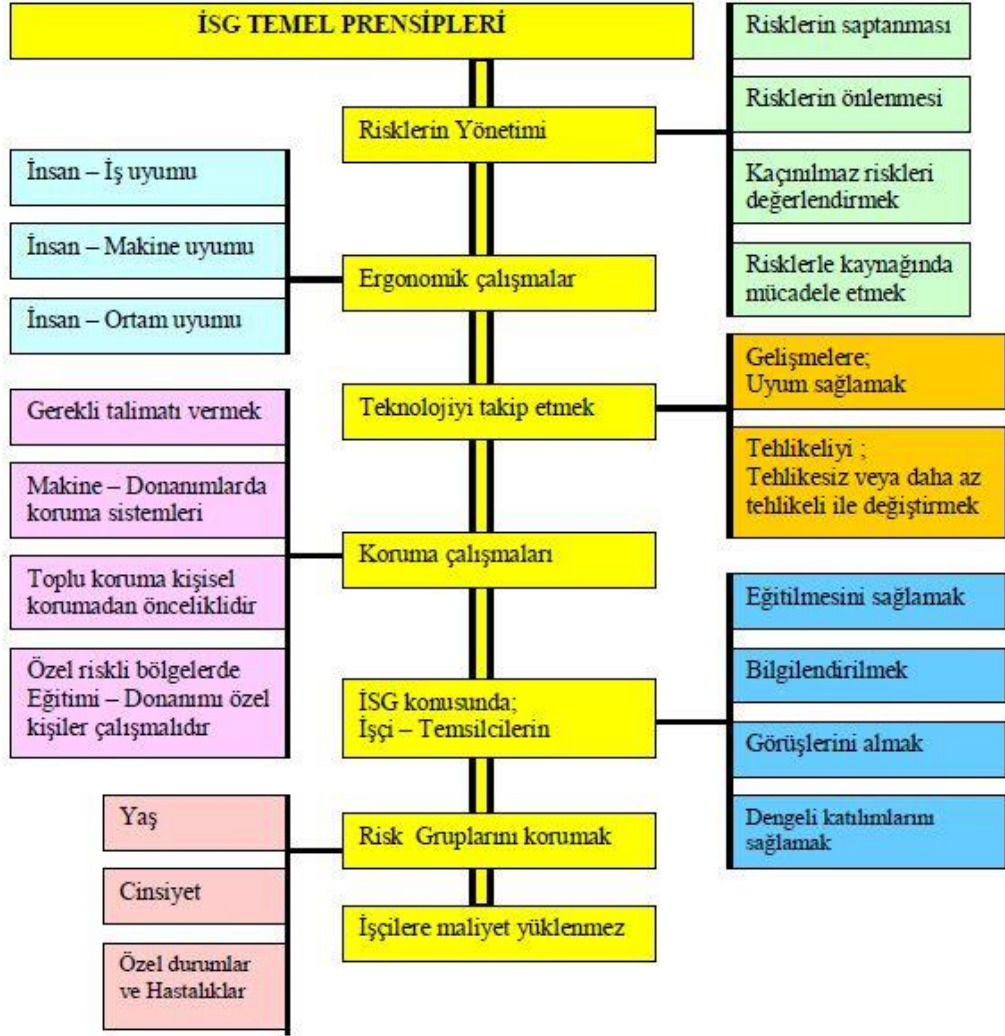 İSG TEMEL PRENSİPLERİ
Risklerin Yönetimi
Risklerin saptanması
Risklerin önlenmesi
Kaçınılmaz riskleri
değerlendirmek
Risklerle kaynağında
mücadele etmek
Ergonomik çalışmalar
İnsan – İş uyumu
İnsan – Makine uyumu
İnsan – Ortam uyumu
Teknolojiyi takip etmek
Gelişmelere;
Uyum sağlamak
Tehlikeliyi ;
Tehlikesiz veya daha az
tehlikeli ile değiştirmek
Koruma çalışmaları
Gerekli talimatı vermek
Makine – Donanımlarda
koruma sistemleri
Toplu koruma kişisel
korumadan önceliklidir
Özel riskli bölgelerde
Eğitimi – Donanımı özel
kişiler çalışmalıdır
İSG konusunda;
İşçi – Temsilcilerin
Eğitilmesini sağlamak
Bilgilendirilmek
Görüşlerini almak
Dengeli katılımlarını
sağlamak
Risk Gruplarını korumak
Yaş
Cinsiyet
Özel durumlar
ve Hastalıklar
İşçilere maliyet yüklenmez